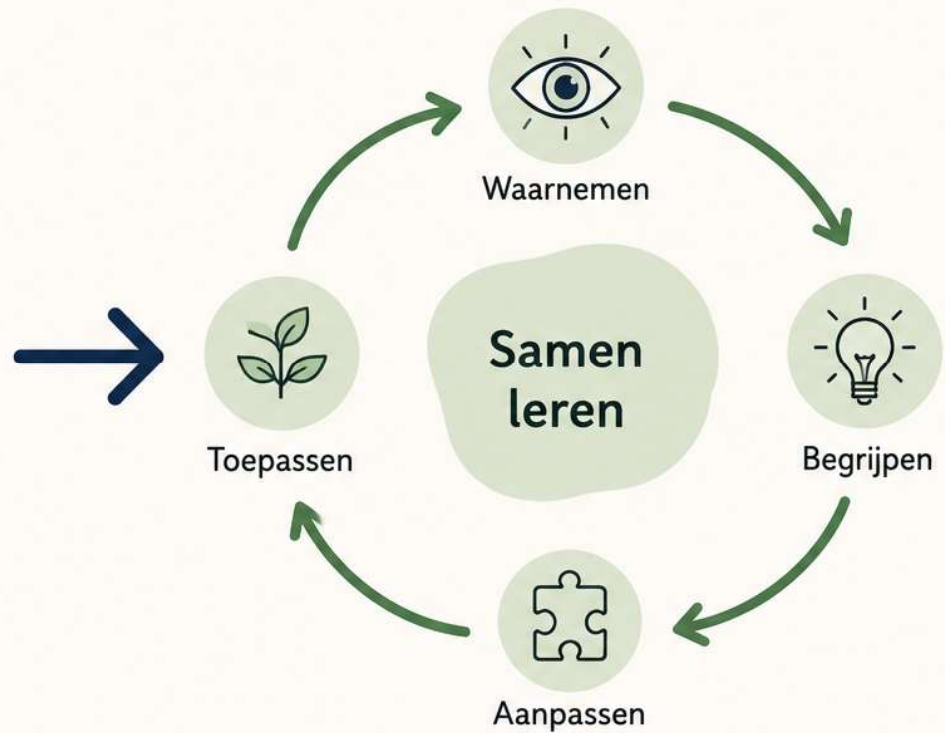 Waarnemen
Samen
leren
Toepassen
Begrijpen
Aanpassen